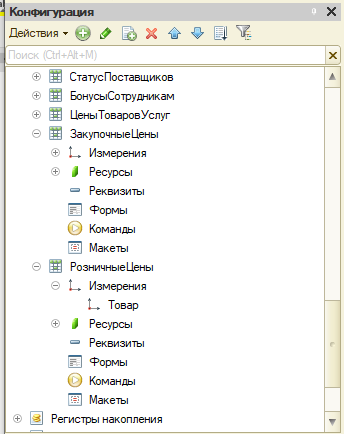 Конфигурация
Действия
Поиск (Ctrl+Alt+M)
СтатусПоставщиков
БонусыСотрудникам
ЦеныТоваровУслуг
ЗакупочныеЦены
Измерения
Ресурсы
Реквизиты
Формы
Команды
Макеты
РозничныеЦены
Измерения
Товар
Ресурсы
Реквизиты
Формы
Команды
Макеты
Регистры накопления